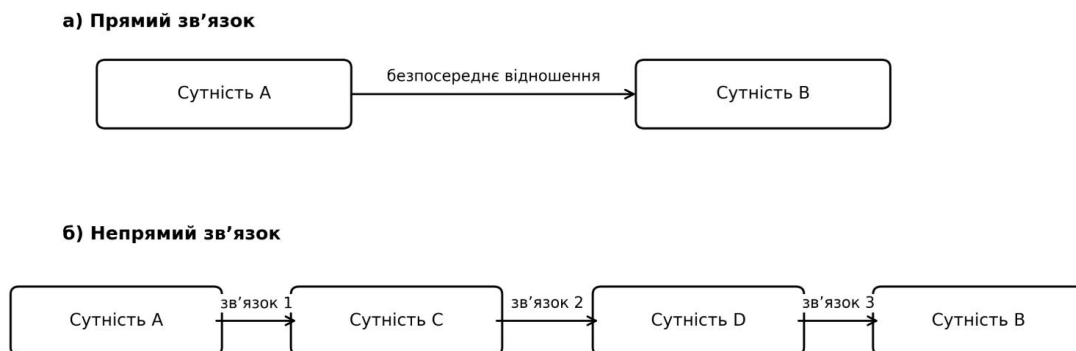 а) Прямий зв’язок
безпосереднє відношення
Сутність A
Сутність B
б) Непрямий зв’язок
зв’язок 1
зв’язок 2
зв’язок 3
Сутність A
Сутність C
Сутність D
Сутність B